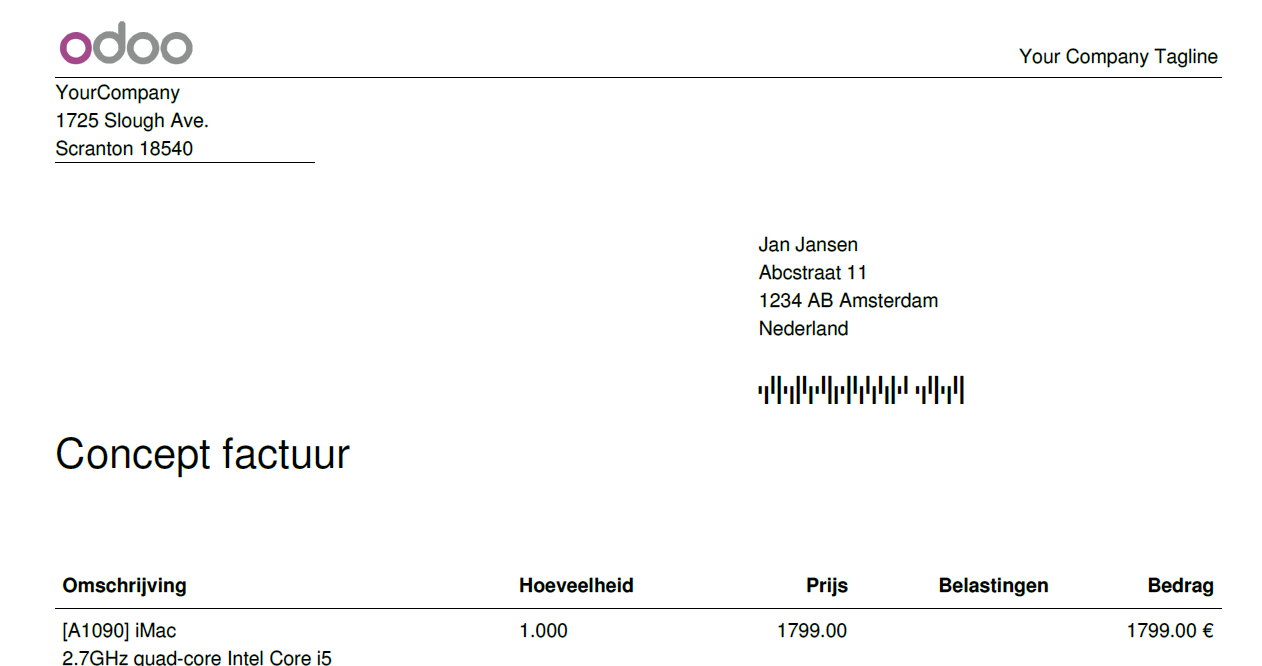 odoo
Your Company Tagline
YourCompany
1725 Slough Ave.
Scranton 18540
Jan Jansen
Abcstraat 11
1234 AB Amsterdam
Nederland
Concept factuur
Omschrijving Hoeveelheid Prijs Belastingen Bedrag
[A1090] iMac 1.000 1799.00 1799.00 €
2.7GHz quad-core Intel Core i5